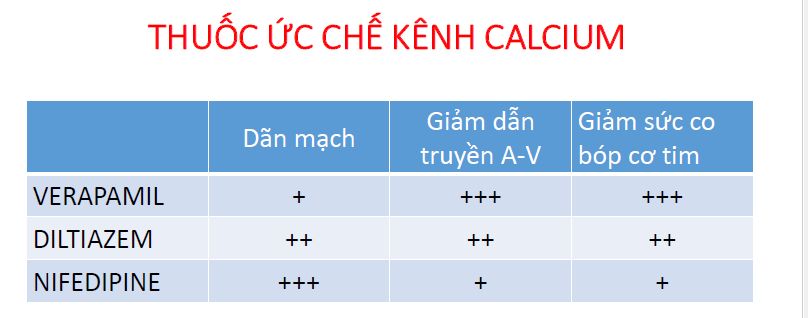 THUỐC ỨC CHẾ KÊNH CALCIUM
Dãn mạch
Giảm dẫn
truyền A-V
Giảm sức co
bóp cơ tim
VERAPAMIL + +++ +++
DILTIAZEM ++ ++ ++
NIFEDIPINE +++ + +